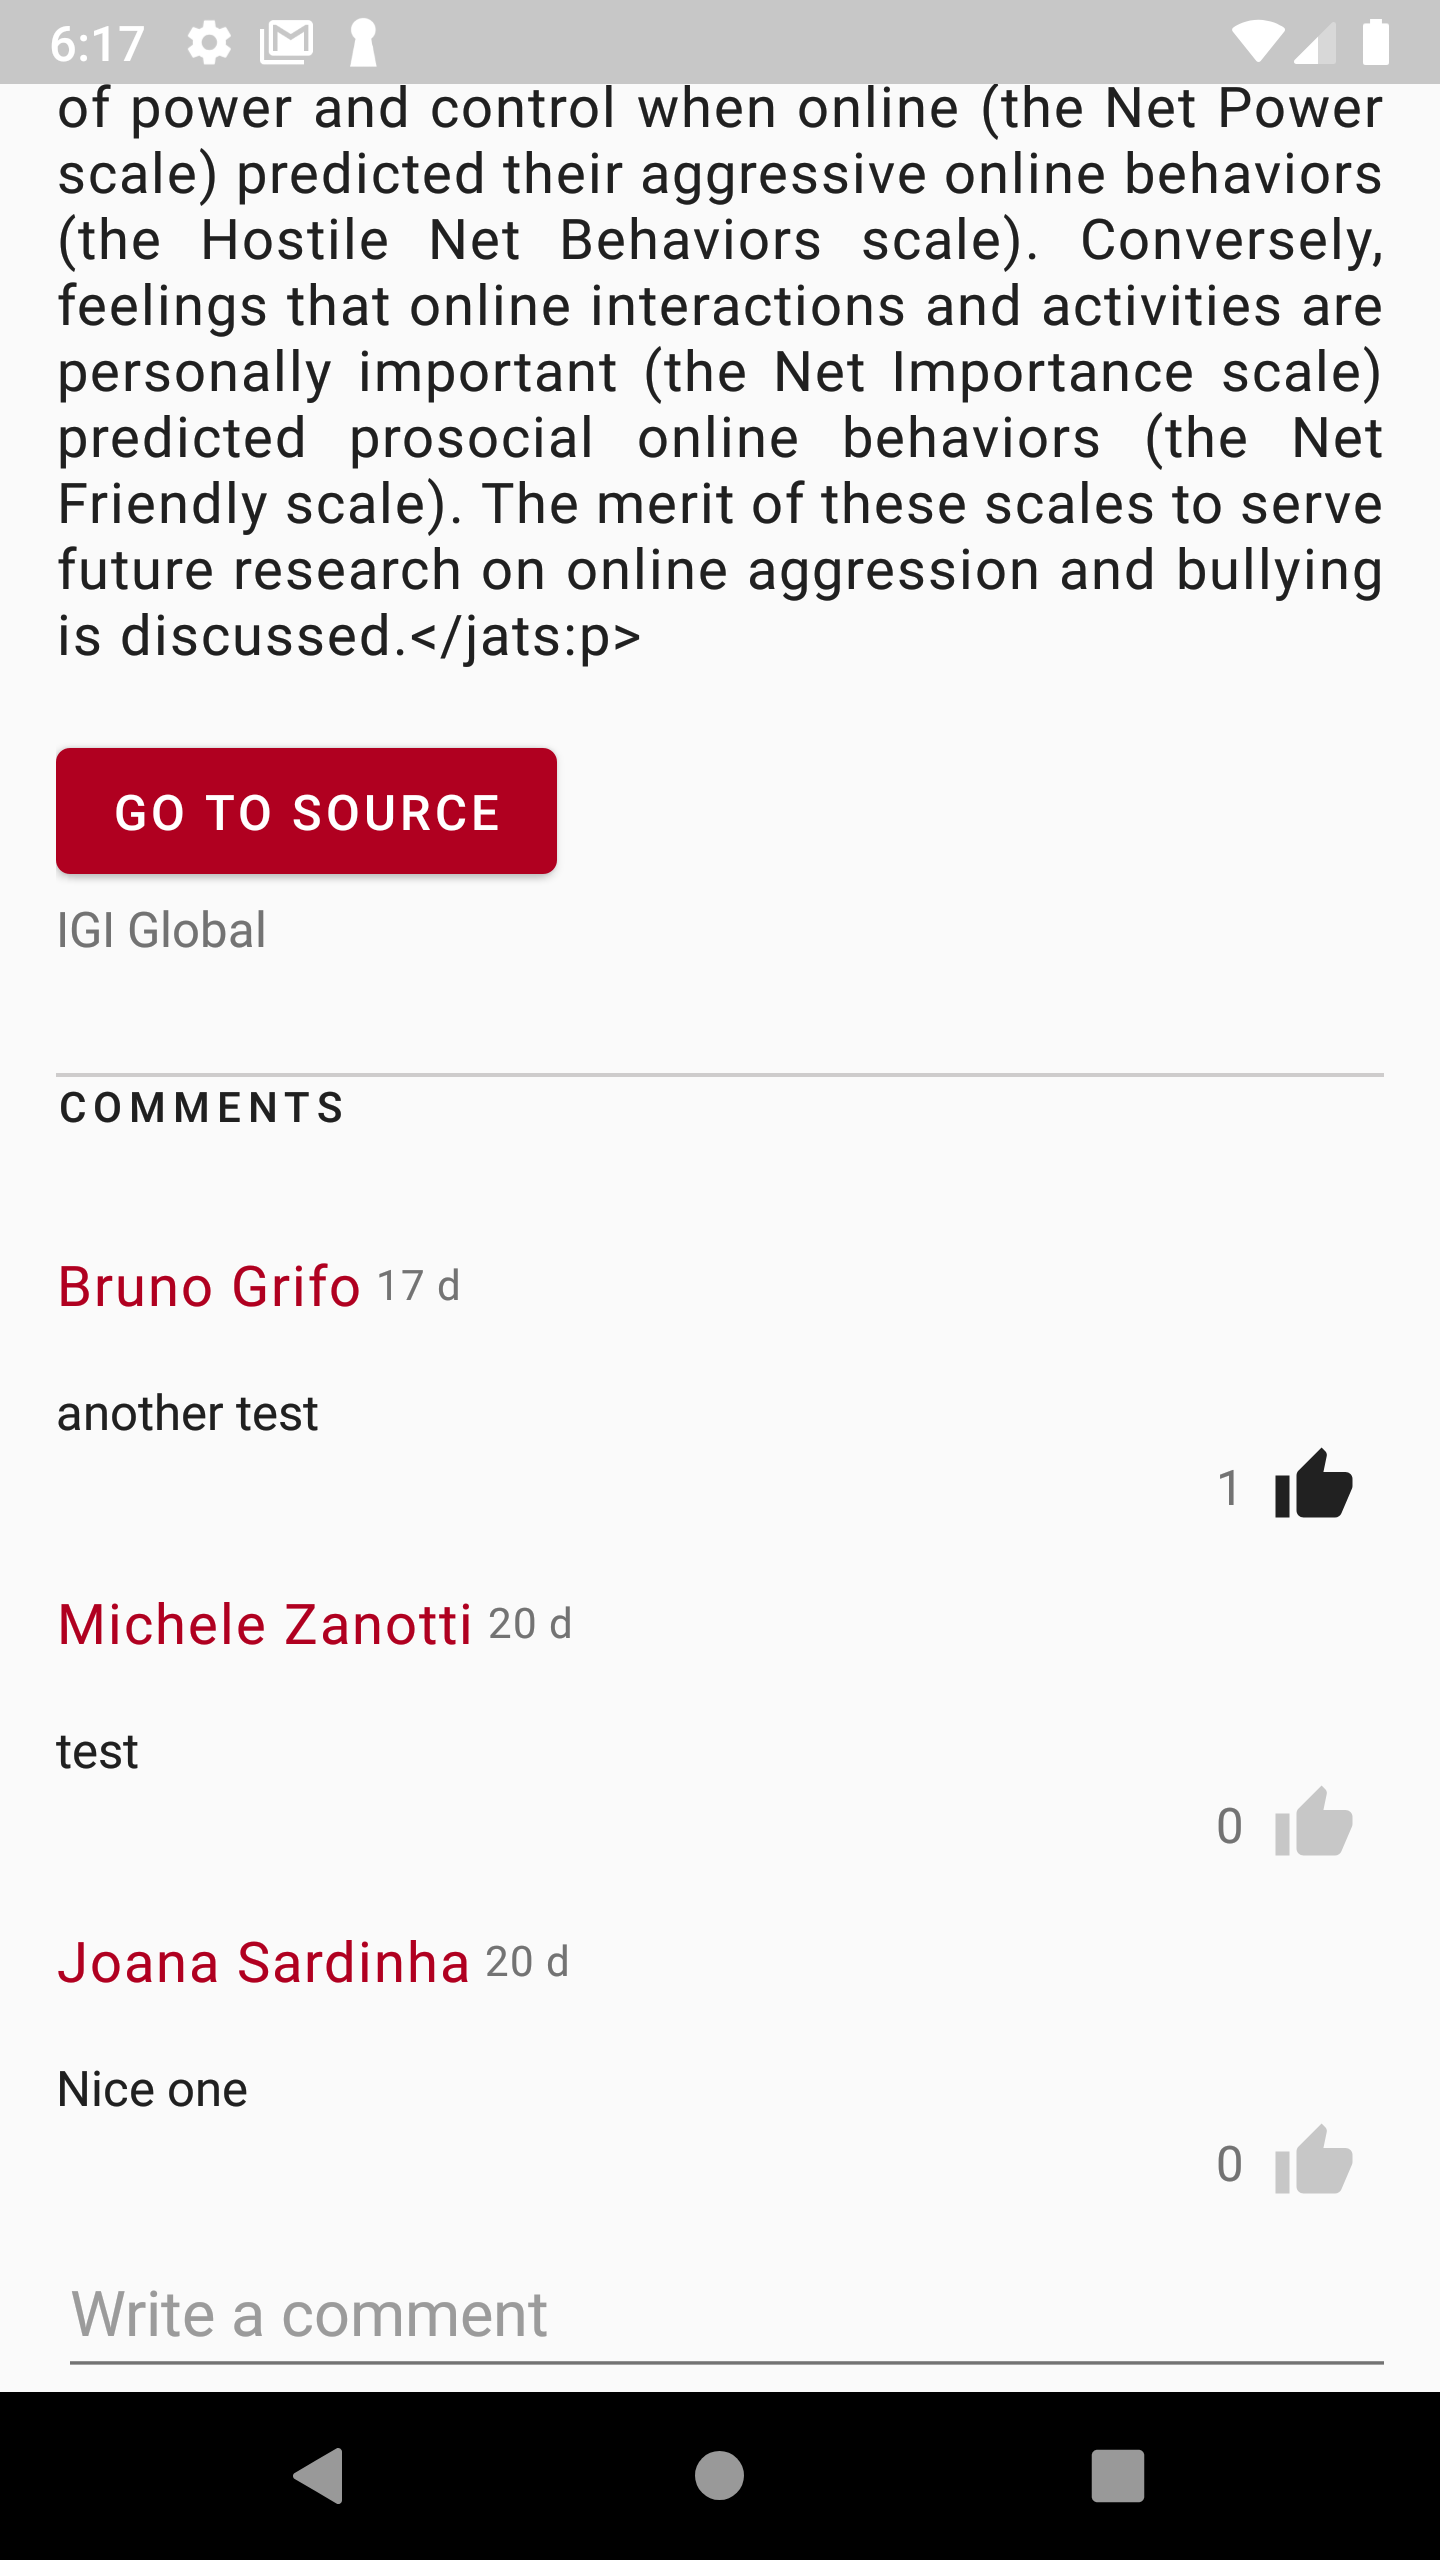 6:17
of power and control when online (the Net Power
scale) predicted their aggressive online behaviors
(the Hostile Net Behaviors scale). Conversely,
feelings that online interactions and activities are
personally important (the Net Importance scale)
predicted prosocial online behaviors (the Net
Friendly scale). The merit of these scales to serve
future research on online aggression and bullying
is discussed.</jats:p>
GO TO SOURCE
IGI Global
COMMENTS
Bruno Grifo 17 d
another test
1
Michele Zanotti 20 d
test
0
Joana Sardinha 20 d
Nice one
0
Write a comment